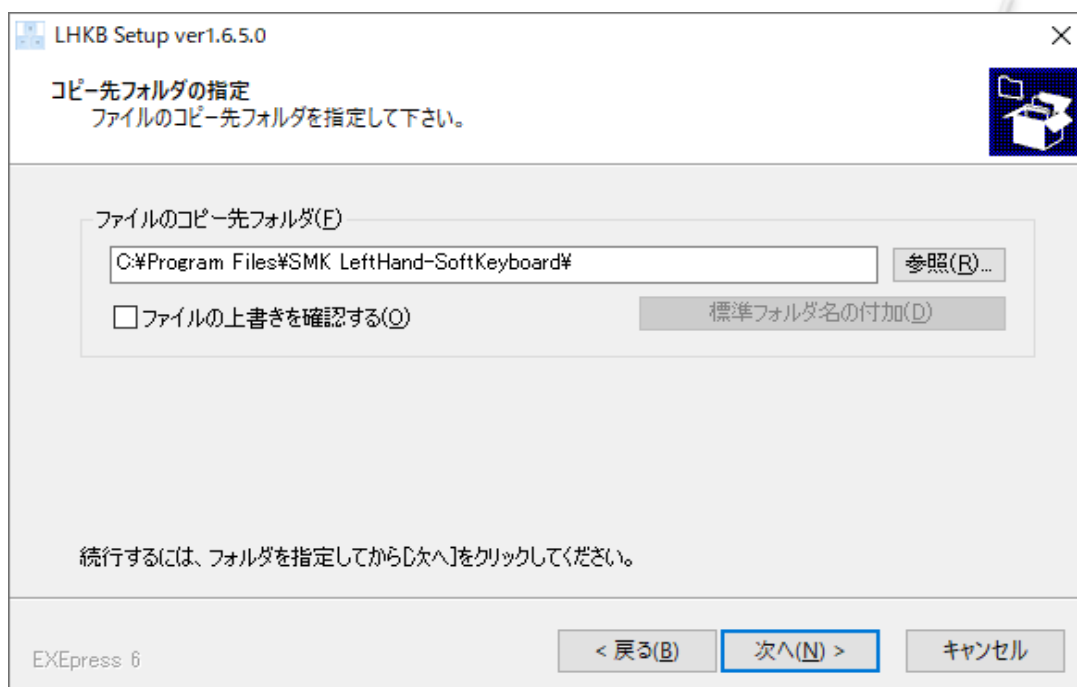 LHKB Setup ver1.6.5.0
コピー先フォルダの指定
ファイルのコピー先フォルダを指定して下さい。
ファイルのコピー先フォルダ(F)
C:¥Program Files¥SMK LeftHand-SoftKeyboard¥
参照(R)...
ファイルの上書きを確認する(O)
標準フォルダ名の付加(D)
続行するには、フォルダを指定してから[次へ]をクリックしてください。
EXEpress 6
< 戻る(B)
次へ(N) >
キャンセル